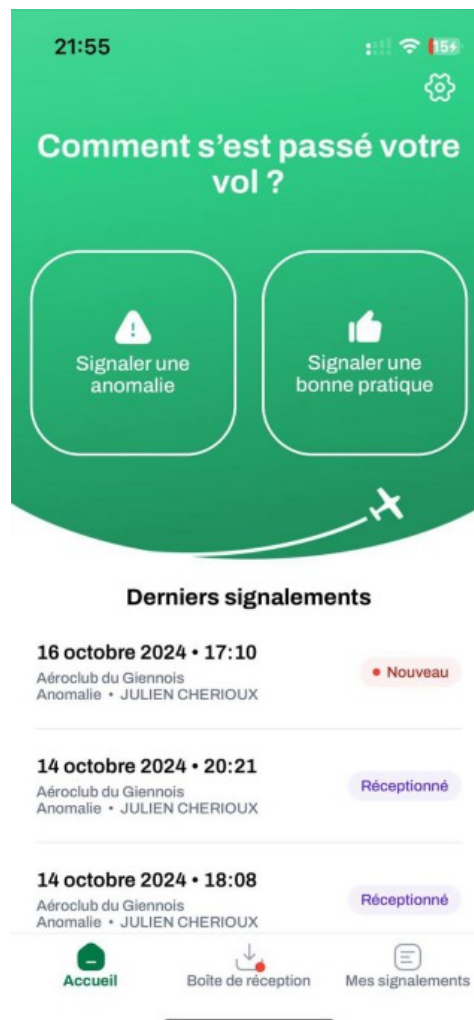 21:55
15
Comment s'est passé votre
vol ?
Signaler une
anomalie
Signaler une
bonne pratique
Derniers signalements
16 octobre 2024 • 17:10
Aéroclub du Giennois
Anomalie • JULIEN CHERIOUX
• Nouveau
14 octobre 2024 • 20:21
Aéroclub du Giennois
Anomalie • JULIEN CHERIOUX
Réceptionné
14 octobre 2024 • 18:08
Aéroclub du Giennois
Anomalie • JULIEN CHERIOUX
Réceptionné
Accueil
Boîte de réception
Mes signalements